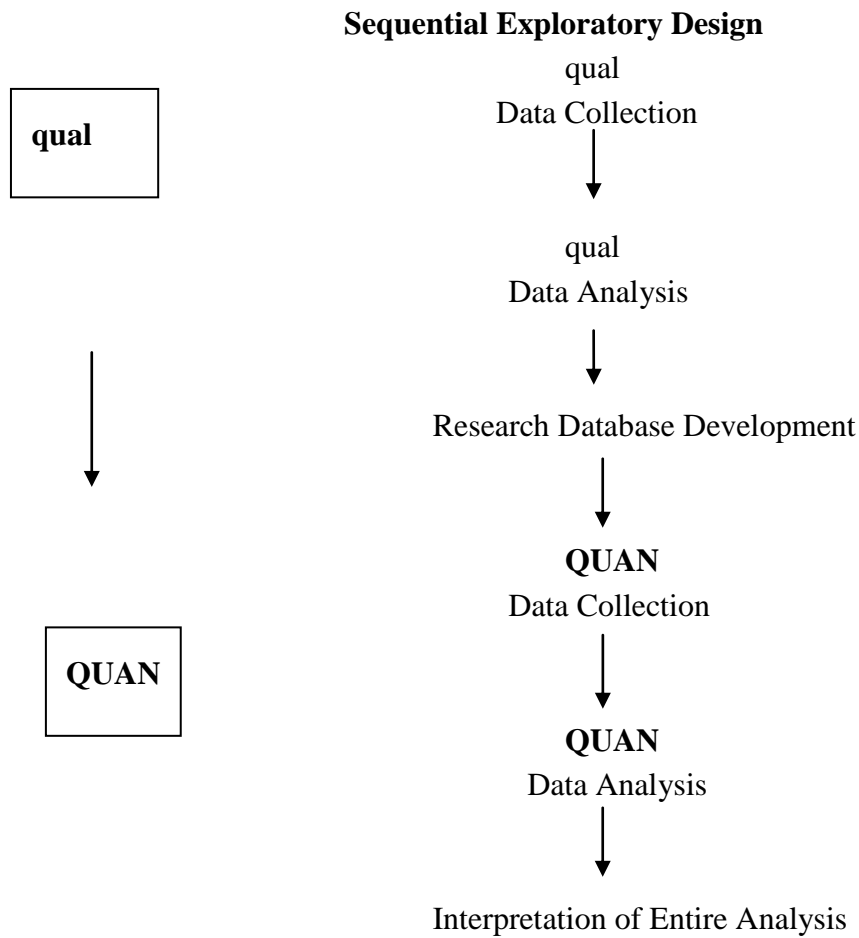 Sequential Exploratory Design
qual
Data Collection
qual
qual
Data Analysis
Research Database Development
QUAN
Data Collection
QUAN
QUAN
Data Analysis
Interpretation of Entire Analysis